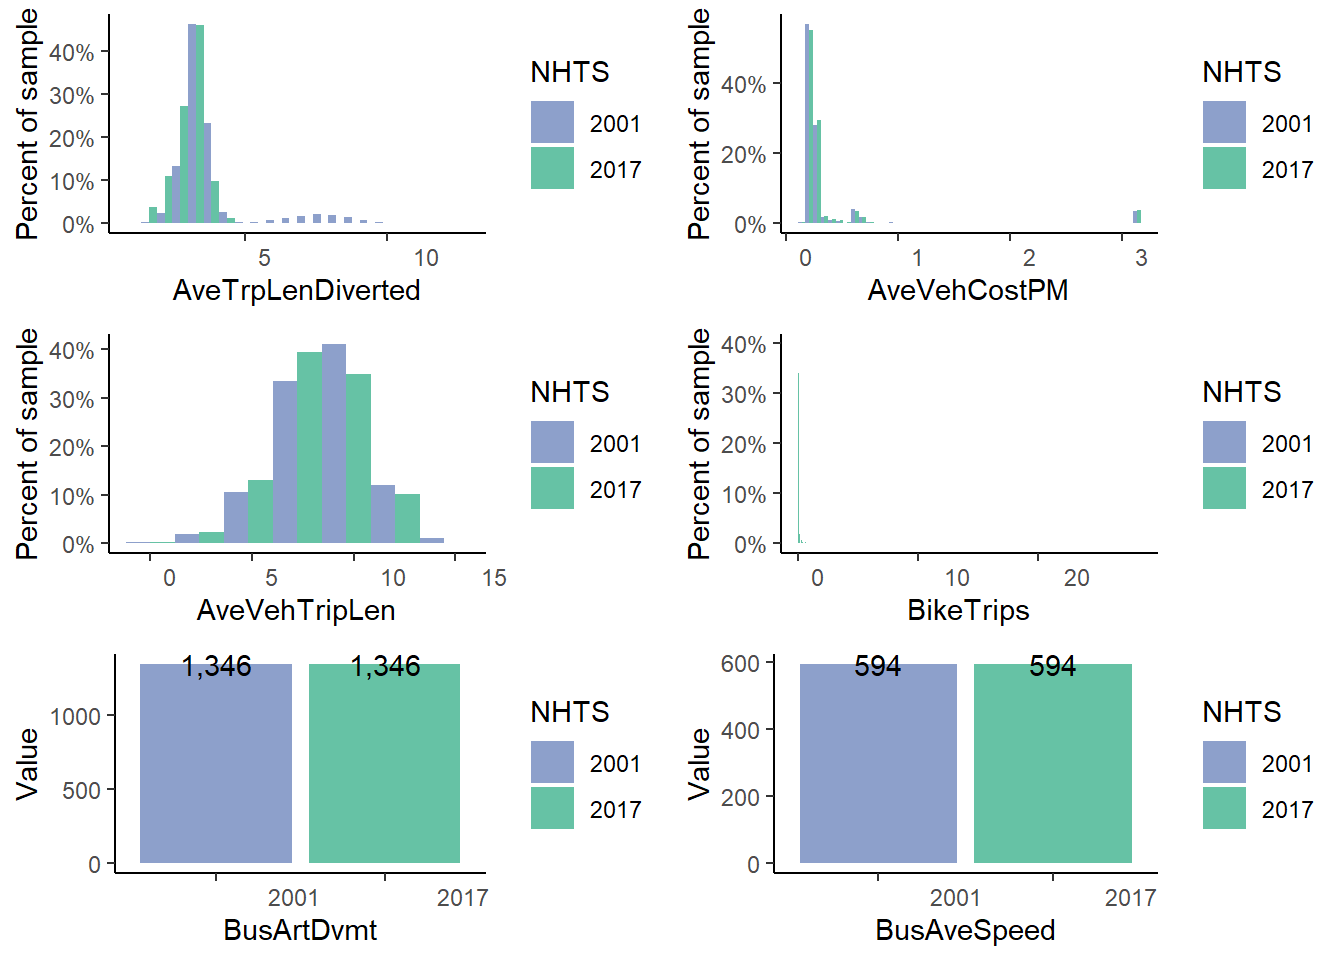 Percent of sample
40%
30%
20%
10%
0%
5 10
AveTrpLenDiverted
NHTS
2001
2017
Percent of sample
40%
20%
0%
0 1 2 3
AveVehCostPM
NHTS
2001
2017
Percent of sample
40%
30%
20%
10%
0%
0 5 10 15
AveVehTripLen
NHTS
2001
2017
Percent of sample
40%
30%
20%
10%
0%
0 10 20
BikeTrips
NHTS
2001
2017
Value
1000
500
0
1,346 1,346
2001 2017
BusArtDvmt
NHTS
2001
2017
Value
600
400
200
0
594 594
2001 2017
BusAveSpeed
NHTS
2001
2017